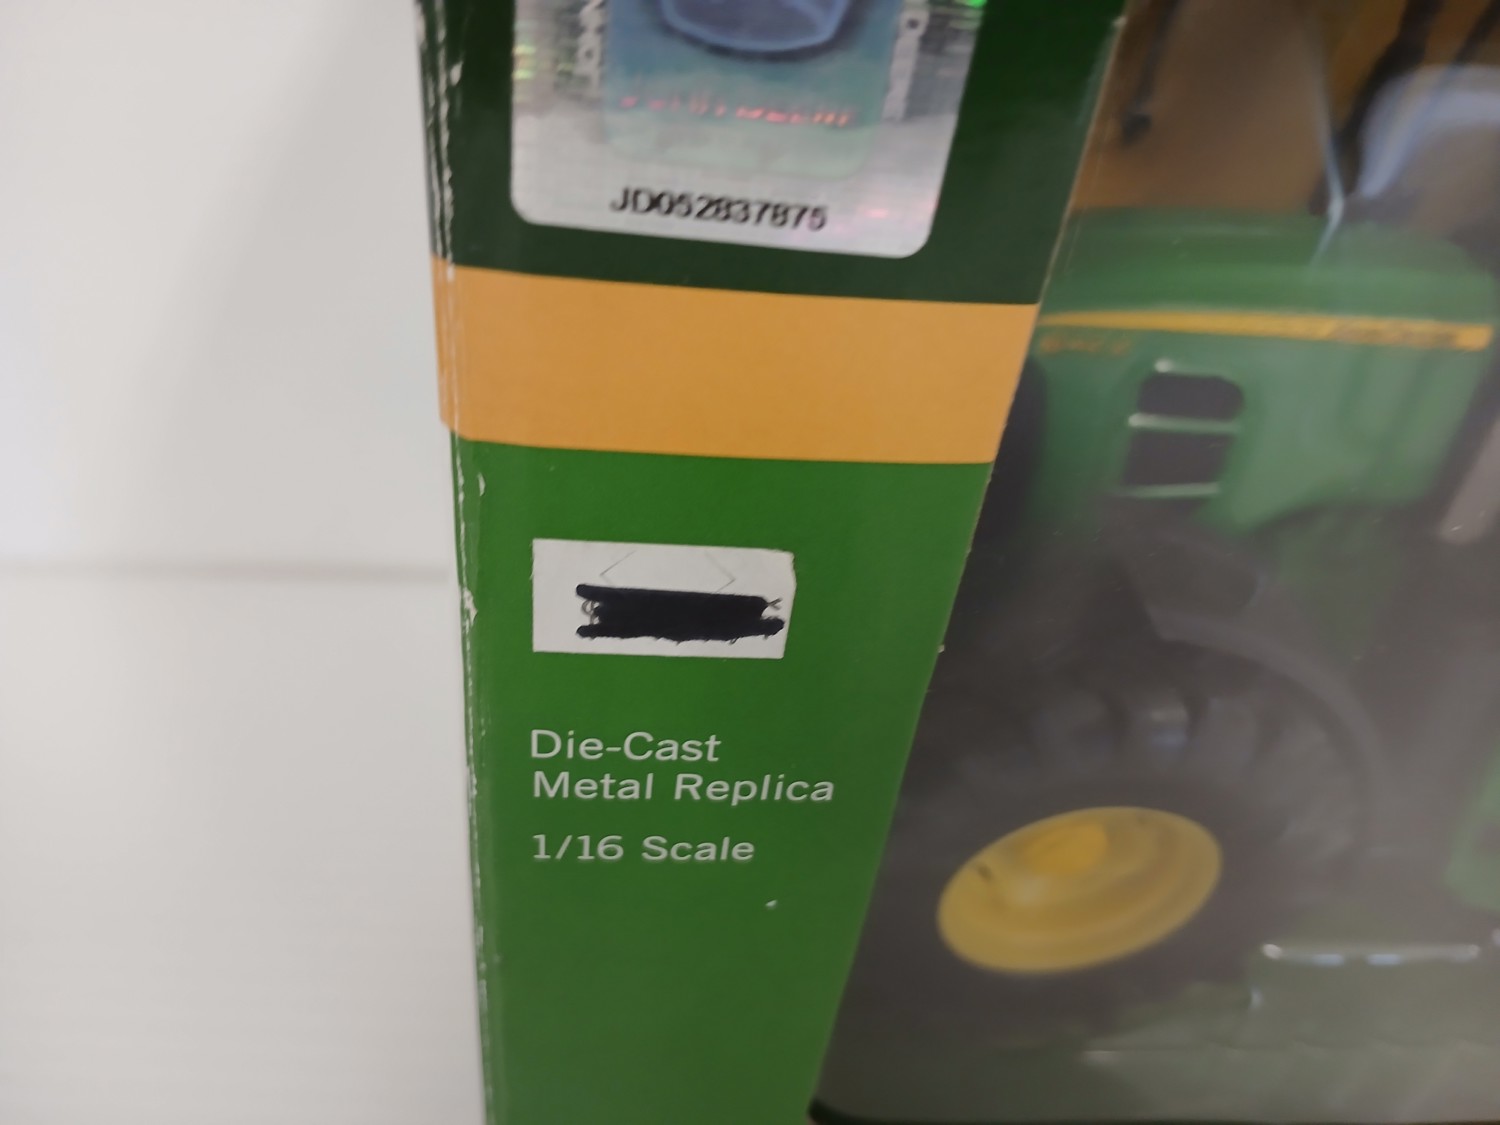 JD052837875
Die-Cast
Metal Replica
1/16 Scale